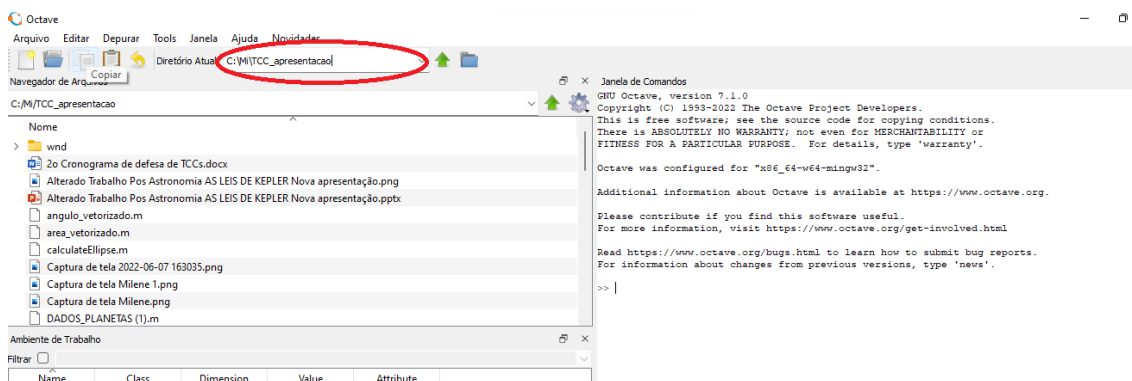 Octave
Arquivo Editar Depurar Tools Janela Ajuda Novidades
Diretório Atual: C:\Mi\TCC_apresentacao
Copiar
Navegador de Arquivos
C:/Mi/TCC_apresentacao
Nome
wnd
2o Cronograma de defesa de TCCs.docx
Alterado Trabalho Pos Astronomia AS LEIS DE KEPLER Nova apresentação.png
Alterado Trabalho Pos Astronomia AS LEIS DE KEPLER Nova apresentação.pptx
angulo_vetorizado.m
area_vetorizado.m
calculateEllipse.m
Captura de tela 2022-06-07 163035.png
Captura de tela Milene 1.png
Captura de tela Milene.png
DADOS_PLANETAS (1).m
Ambiente de Trabalho
Filtrar
Name Class Dimension Value Attribute
Janela de Comandos
GNU Octave, version 7.1.0
Copyright (C) 1993-2022 The Octave Project Developers.
This is free software; see the source code for copying conditions.
There is ABSOLUTELY NO WARRANTY; not even for MERCHANTABILITY or
FITNESS FOR A PARTICULAR PURPOSE.  For details, type 'warranty'.
Octave was configured for "x86_64-w64-mingw32".
Additional information about Octave is available at https://www.octave.org.
Please contribute if you find this software useful.
For more information, visit https://www.octave.org/get-involved.html
Read https://www.octave.org/bugs.html to learn how to submit bug reports.
For information about changes from previous versions, type 'news'.
>>